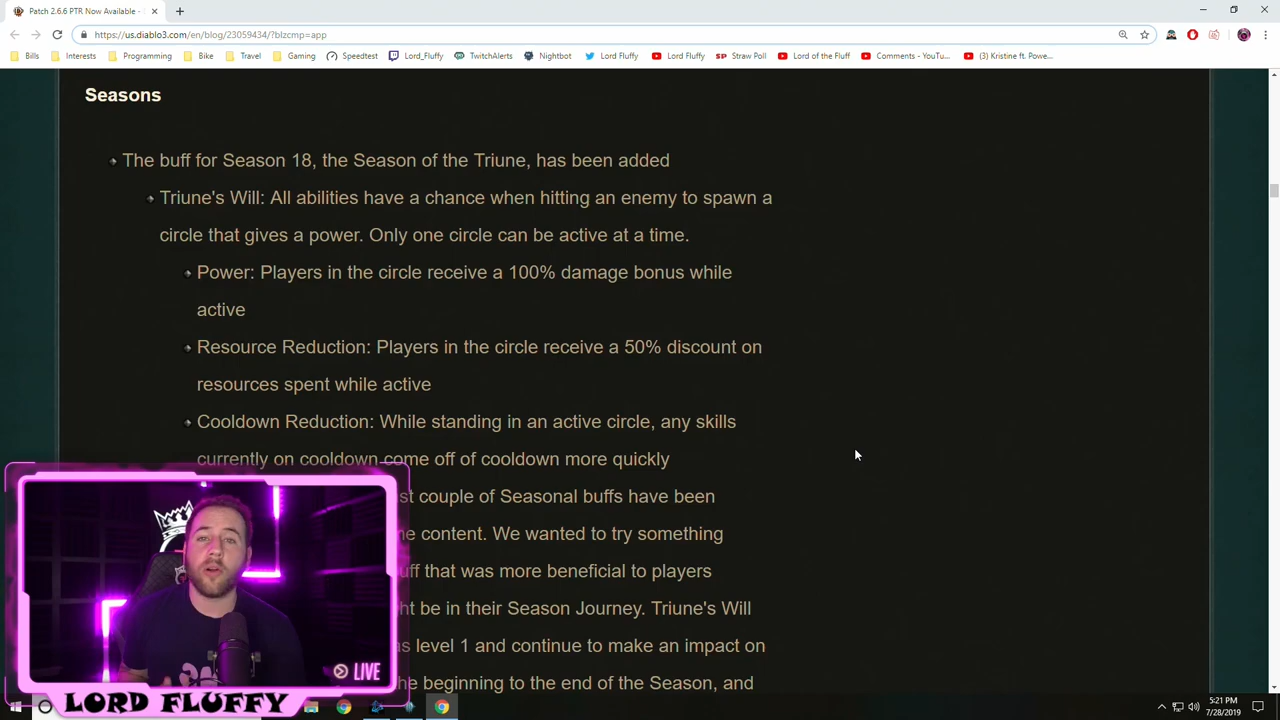 Patch 2.6.6 PTR Now Available -
https://us.diablo3.com/en/blog/23059434/?blzcmp=app
Bills Interests Programming Bike Travel Gaming Speedtest Lord_Fluffy TwitchAlerts Nightbot Lord Fluffy Lord Fluffy SP Straw Poll Lord of the Fluff Comments - YouTu... (3) Kristine ft. Powe...
Seasons
The buff for Season 18, the Season of the Triune, has been added
Triune's Will: All abilities have a chance when hitting an enemy to spawn a
circle that gives a power. Only one circle can be active at a time.
Power: Players in the circle receive a 100% damage bonus while
active
Resource Reduction: Players in the circle receive a 50% discount on
resources spent while active
Cooldown Reduction: While standing in an active circle, any skills
currently on cooldown come off of cooldown more quickly
couple of Seasonal buffs have been
content. We wanted to try something
that was more beneficial to players
be in their Season Journey. Triune's Will
level 1 and continue to make an impact on
beginning to the end of the Season, and
LIVE
LORD FLUFFY
5:21 PM
7/28/2019